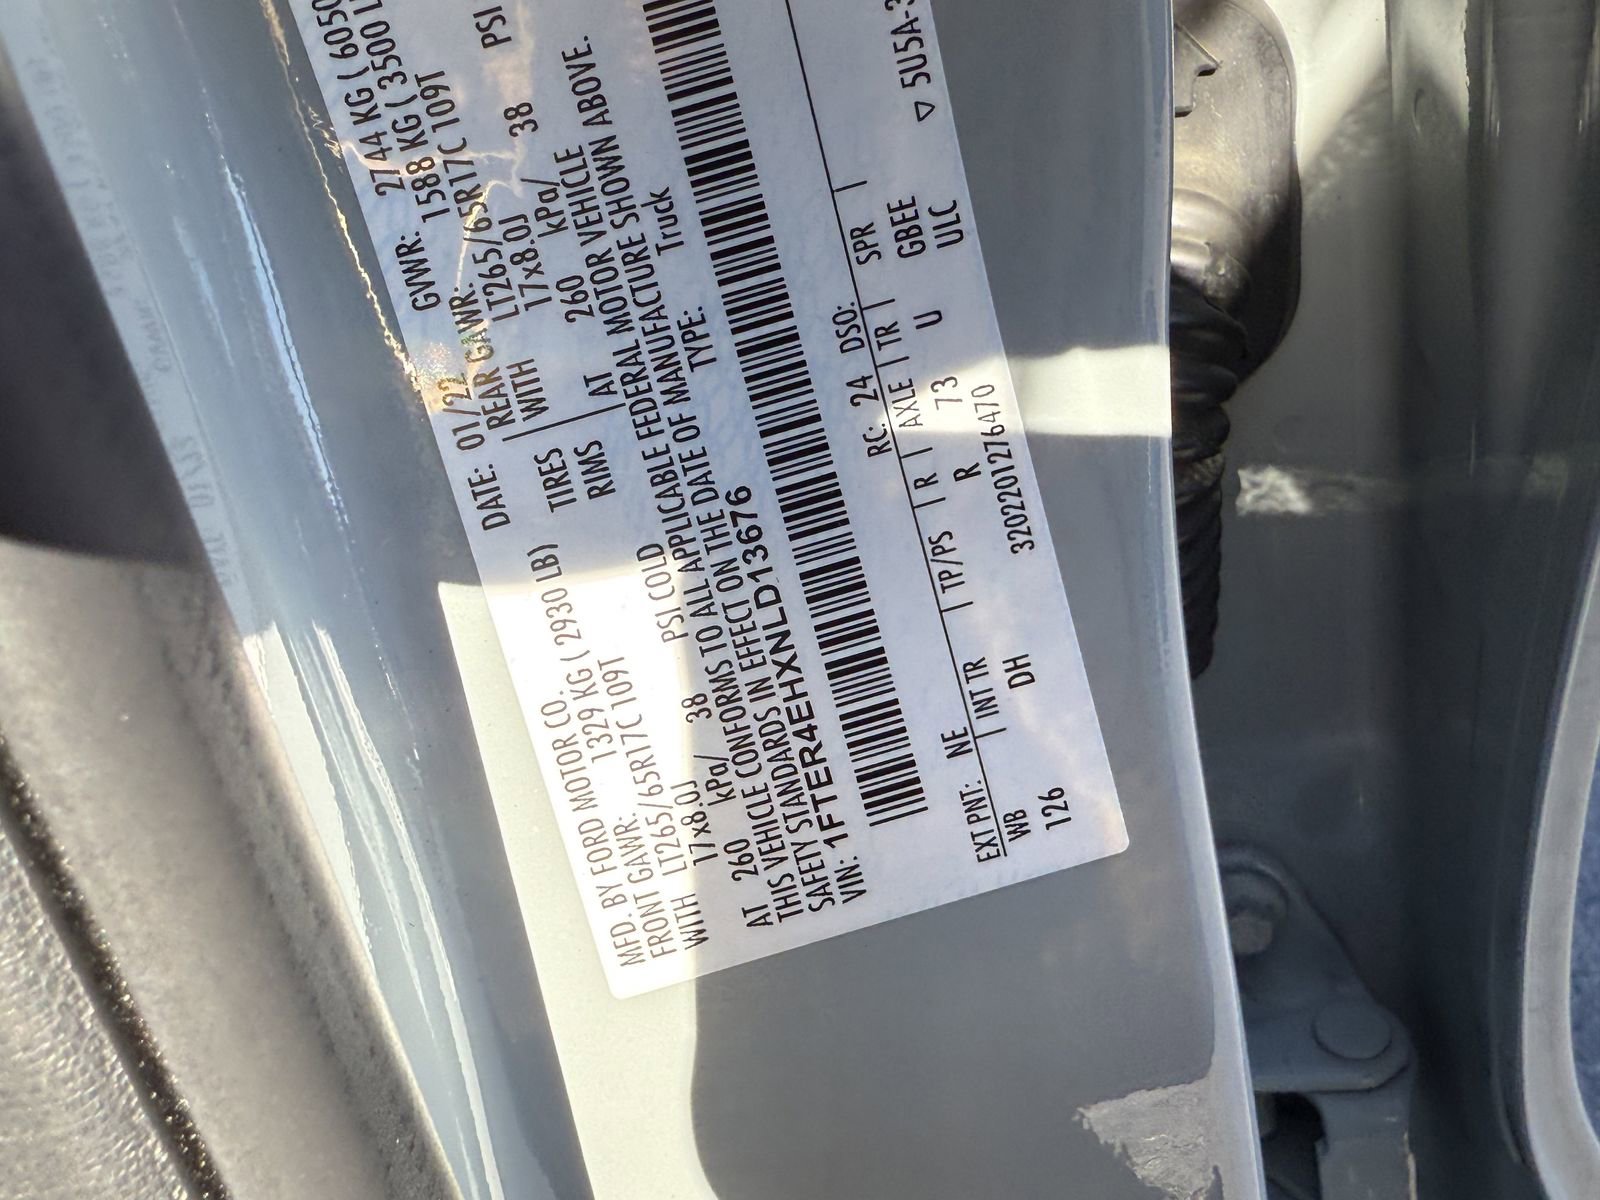 MFD. BY FORD MOTOR CO.
DATE: 01/22
GVWR: 2744 KG ( 6050
FRONT GAWR: 1329 KG ( 2930 LB)
REAR GAWR: 1588 KG ( 3500 L
LT265/65R17C 109T
TIRES
LT265/65R17C 109T
WITH
17x8.0J
RIMS
WITH
17x8.0J
AT 260 kPa/ 38 PSI COLD
AT 260 kPa/ 38 PSI
THIS VEHICLE CONFORMS TO ALL APPLICABLE FEDERAL MOTOR VEHICLE
SAFETY STANDARDS IN EFFECT ON THE DATE OF MANUFACTURE SHOWN ABOVE.
VIN: 1FTER4EHXNLD13676
TYPE: Truck
EXT PNT: NE
RC: 24 DSO:
WB | INT TR | TP/PS | R | AXLE | TR | SPR
126 DH R 73 U GBEE
ULC
3202201276470
▽ 5U5A-3